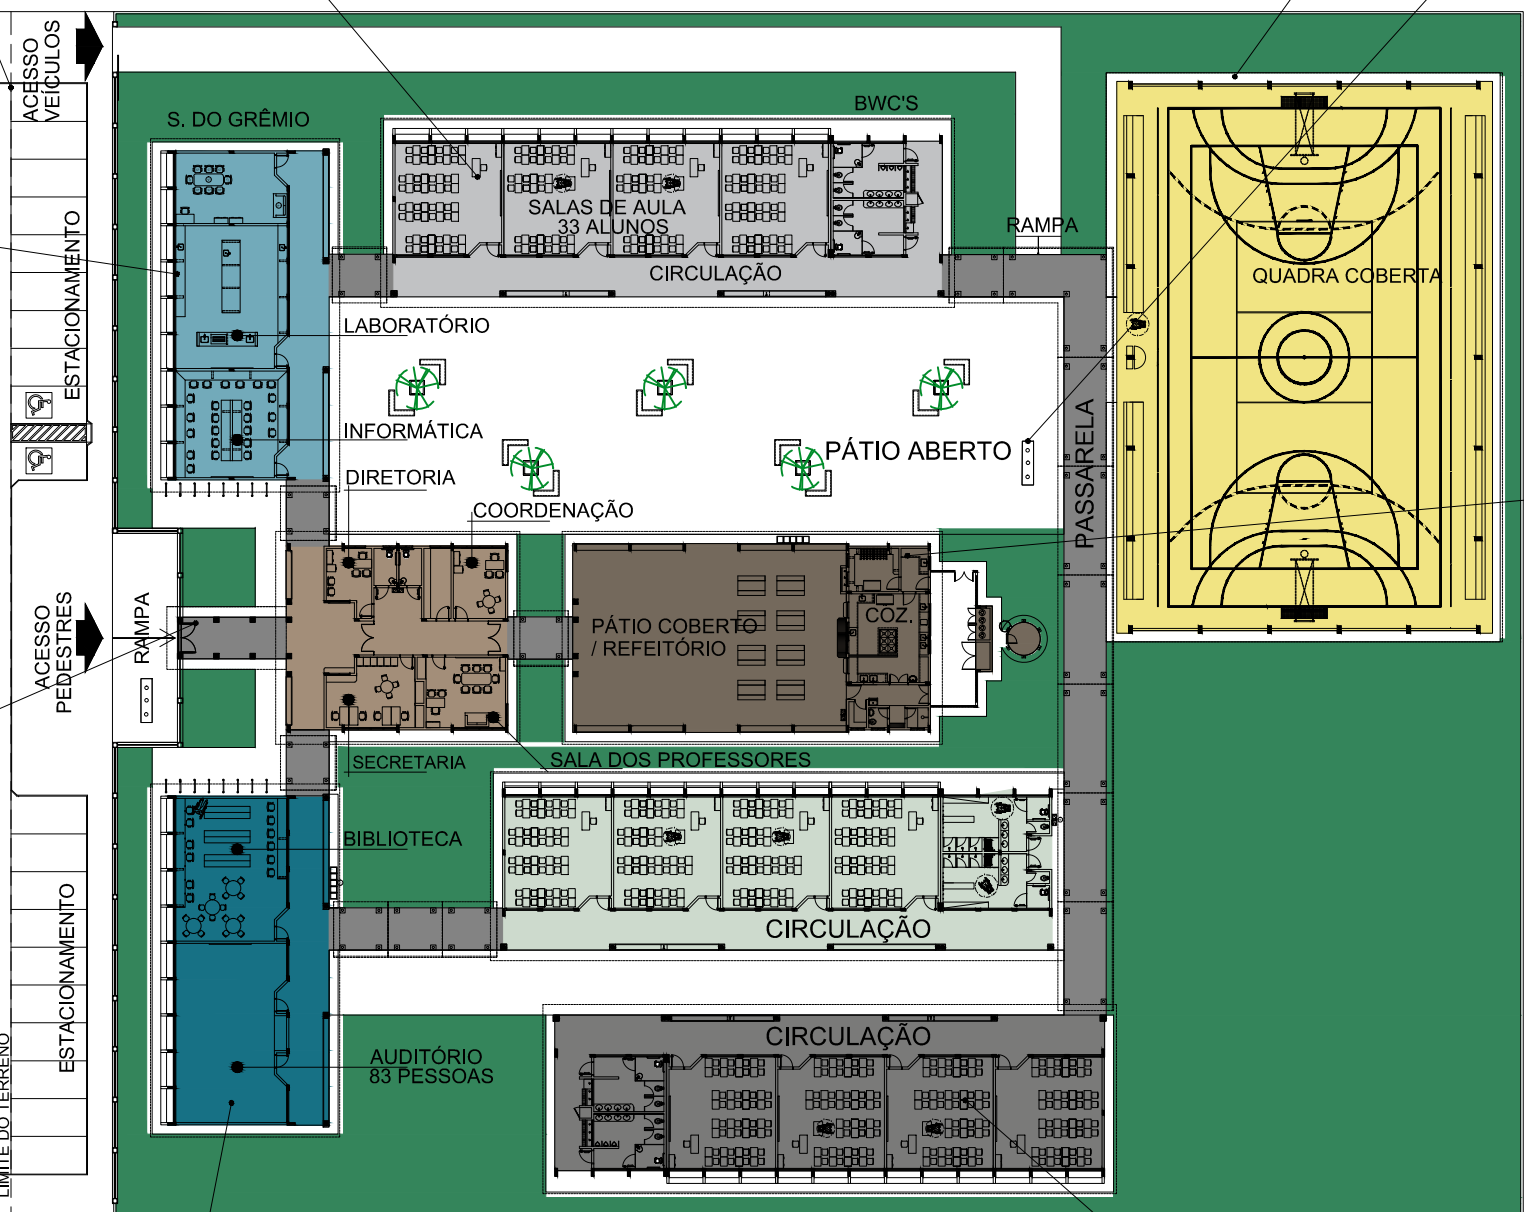 ACESSO
VEÍCULOS
S. DO GRÊMIO
BWC'S
SALAS DE AULA
33 ALUNOS
RAMPA
CIRCULAÇÃO
QUADRA COBERTA
ESTACIONAMENTO
LABORATÓRIO
INFORMÁTICA
PÁTIO ABERTO
DIRETORIA
COORDENAÇÃO
PASSARELA
ACESSO
PEDESTRES
RAMPA
PÁTIO COBERTO
/ REFEITÓRIO
COZ.
SECRETARIA
SALA DOS PROFESSORES
BIBLIOTECA
CIRCULAÇÃO
ESTACIONAMENTO
CIRCULAÇÃO
AUDITÓRIO
83 PESSOAS
LIMITE DO TERRENO